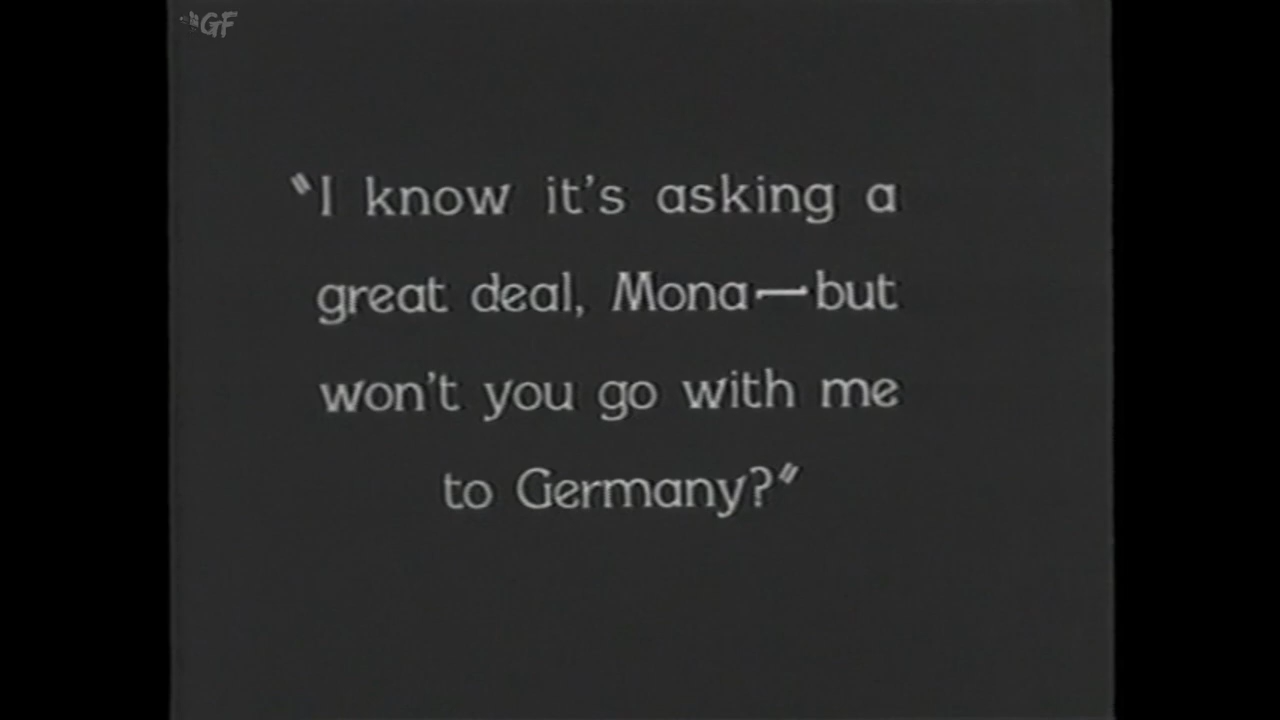 GF
"I know it's asking a
great deal, Mona—but
won't you go with me
to Germany?"